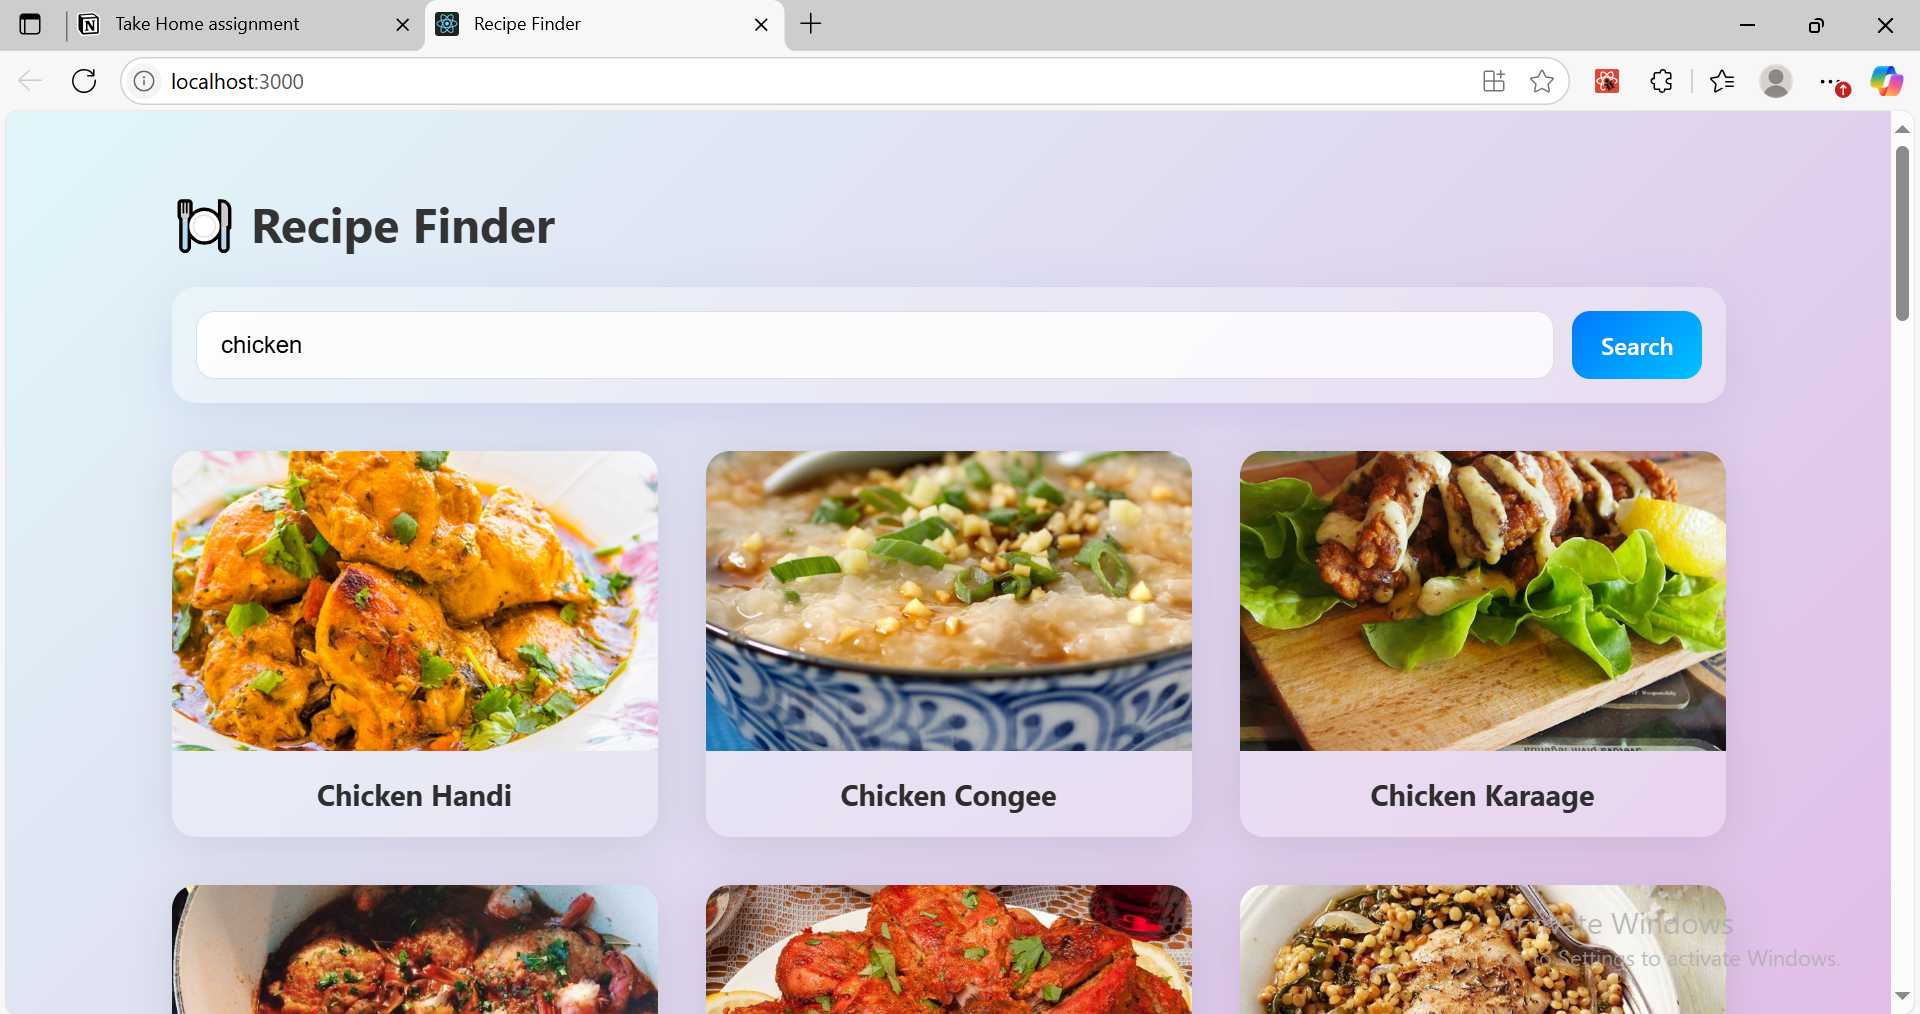 Take Home assignment
Recipe Finder
localhost:3000
Recipe Finder
chicken
Search
Chicken Handi
Chicken Congee
Chicken Karaage
Activate Windows
Go to Settings to activate Windows.